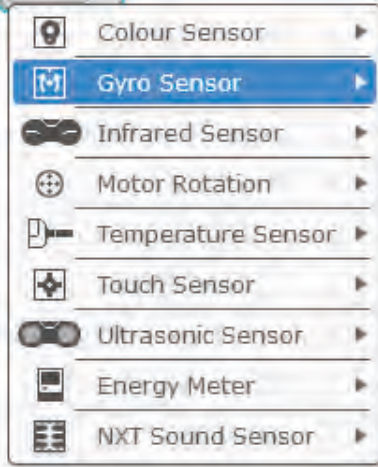 Colour Sensor
Gyro Sensor
Infrared Sensor
Motor Rotation
Temperature Sensor
Touch Sensor
Ultrasonic Sensor
Energy Meter
NXT Sound Sensor